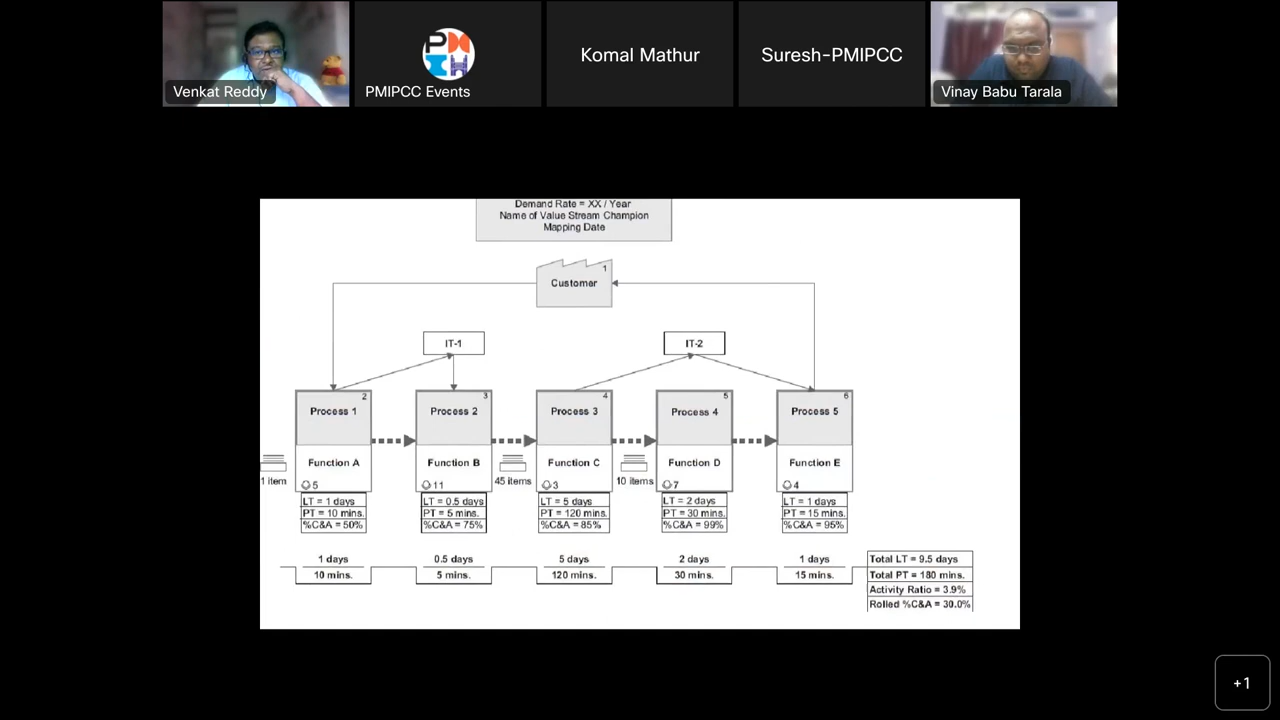 Venkat Reddy
PMIPCC Events
Komal Mathur
Suresh-PMIPCC
Vinay Babu Tarala
Demand Rate = XX / Year
Name of Value Stream Champion
Mapping Date
1
Customer
IT-1
IT-2
2
Process 1
3
Process 2
4
Process 3
5
Process 4
6
Process 5
Function A
Function B
Function C
Function D
Function E
1 item
45 items
10 items
5
11
3
7
4
LT = 1 days
PT = 10 mins.
%C&A = 50%
LT = 0.5 days
PT = 5 mins.
%C&A = 75%
LT = 5 days
PT = 120 mins.
%C&A = 85%
LT = 2 days
PT = 30 mins.
%C&A = 99%
LT = 1 days
PT = 15 mins.
%C&A = 95%
1 days
10 mins.
0.5 days
5 mins.
5 days
120 mins.
2 days
30 mins.
1 days
15 mins.
Total LT = 9.5 days
Total PT = 180 mins.
Activity Ratio = 3.9%
Rolled %C&A = 30.0%
+1